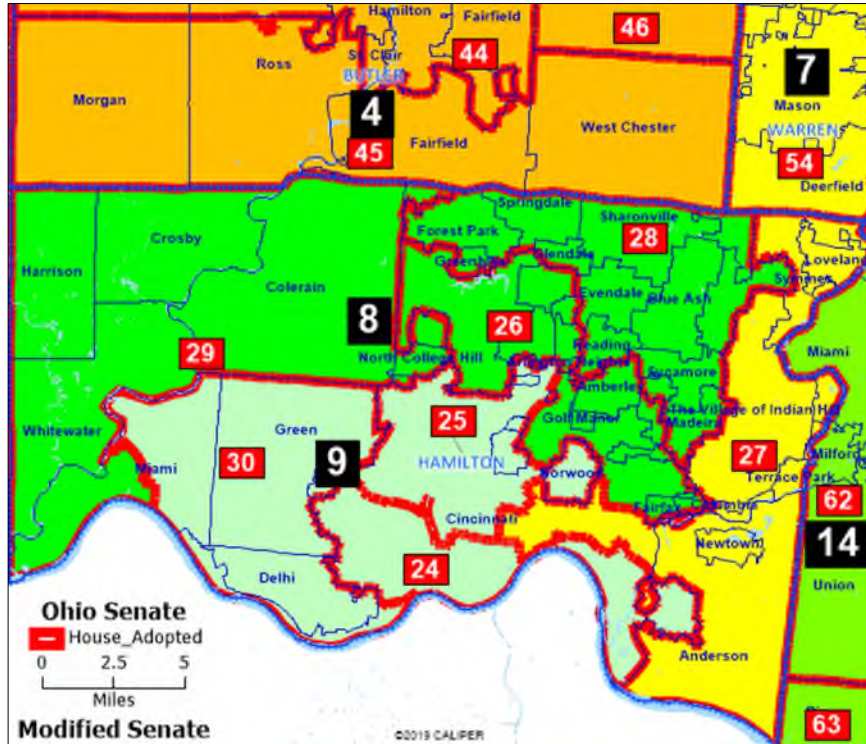 Hamilton
Fairfield
46
7
Ross
St. Clair
44
BUTLER
Morgan
4
Mason
West Chester
WARREN
45
Fairfield
54
Deerfield
Springdale
Sharonville
Crosby
Forest Park
28
Loveland
Glendale
Symmes
Harrison
Colerain
Evendale
Blue Ash
8
26
Miami
29
North College Hill
Reading
Sycamore
Amberley
25
The Village of Indian Hill
Whitewater
Green
Golf Manor
Madeira
30
9
HAMILTON
27
Milford
Miami
Norwood
Terrace Park
62
Cincinnati
Fairfax
Columbia
14
Newtown
Delhi
24
Union
Ohio Senate
House_Adopted
0 2.5 5
Miles
Anderson
Modified Senate
©2019 CALIPER
63